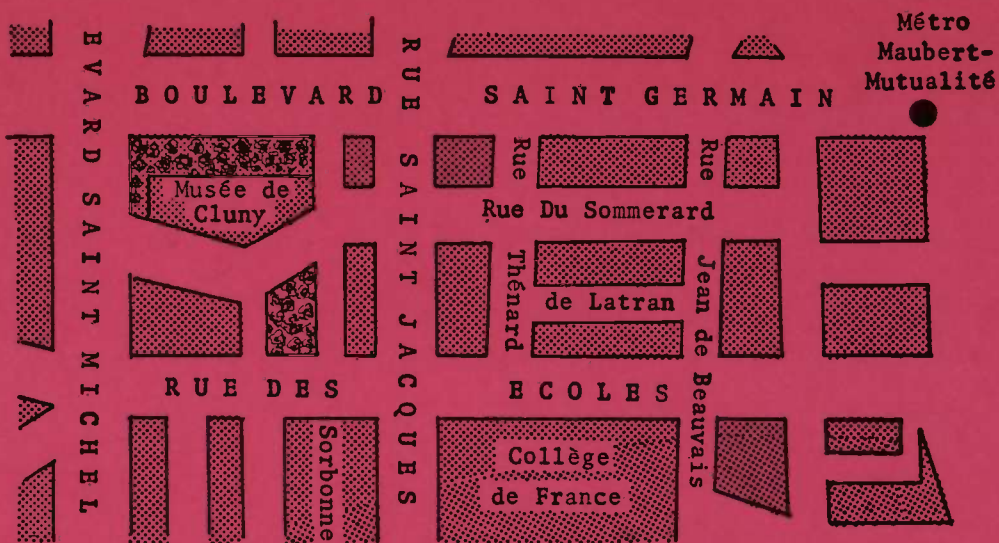 Métro
Maubert-
Mutualité
EVARD SAINT MICHEL
BOULEVARD SAINT GERMAIN
RUE SAINT JACQUES
Musée de
Cluny
Rue
Thénard
Rue
Jean de Beauvais
Rue Du Sommerard
de Latran
RUE DES ECOLES
Sorbonne
Collège
de France